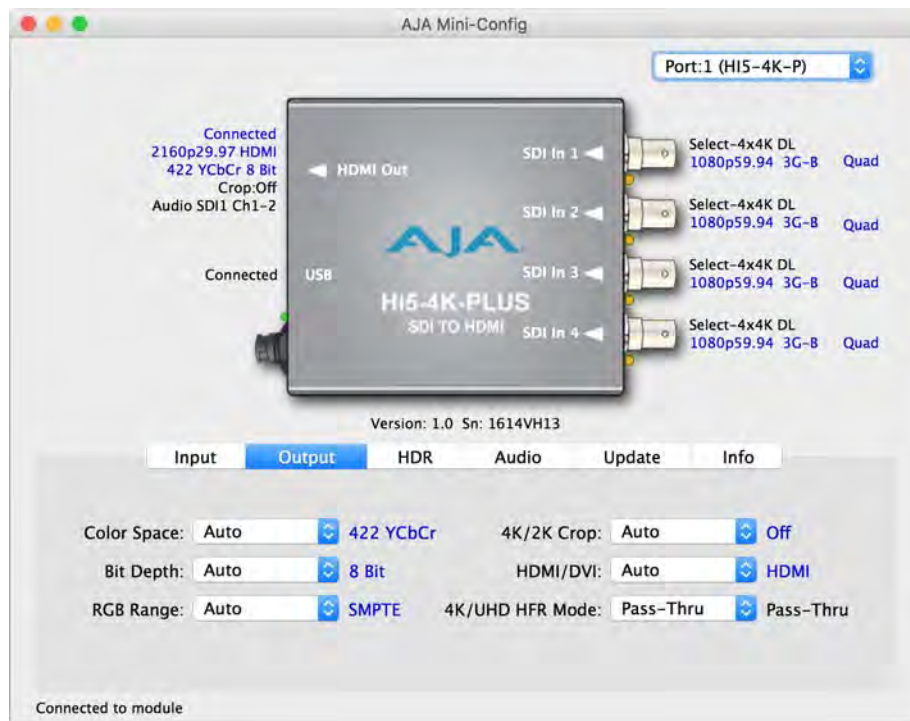 AJA Mini-Config
Port:1 (HI5-4K-P)
Connected
2160p29.97 HDMI
422 YCbCr 8 Bit
Crop:Off
Audio SDI1 Ch1-2
Connected
HDMI Out
USB
AJA
HI5-4K-PLUS
SDI TO HDMI
SDI In 1
SDI In 2
SDI In 3
SDI In 4
Select-4x4K DL
1080p59.94 3G-B Quad
Select-4x4K DL
1080p59.94 3G-B Quad
Select-4x4K DL
1080p59.94 3G-B Quad
Select-4x4K DL
1080p59.94 3G-B Quad
Version: 1.0 Sn: 1614VH13
Input Output HDR Audio Update Info
Color Space: Auto 422 YCbCr 4K/2K Crop: Auto Off
Bit Depth: Auto 8 Bit HDMI/DVI: Auto HDMI
RGB Range: Auto SMPTE 4K/UHD HFR Mode: Pass-Thru Pass-Thru
Connected to module